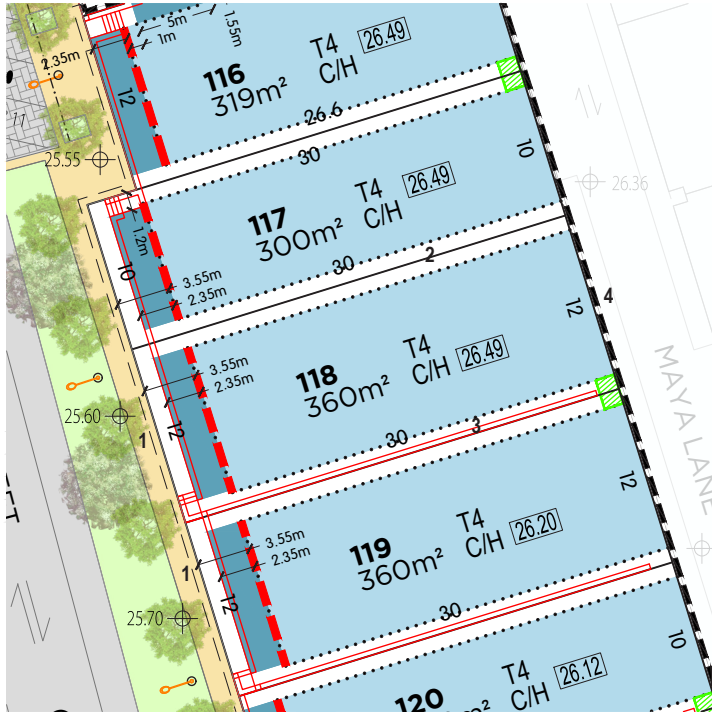 5m
1.55m
1m
2.35m
116
319m²
T4
C/H
26.49
12
26.6
25.55
30
10
26.36
117
300m²
T4
C/H
26.49
1.2m
10
3.55m
2.35m
30
2
4
12
118
360m²
T4
C/H
26.49
3.55m
2.35m
MAYA LANE
25.60
1
12
30
3
12
119
360m²
T4
C/H
26.20
3.55m
2.35m
1
12
25.70
30
10
120
T4
C/H
26.12